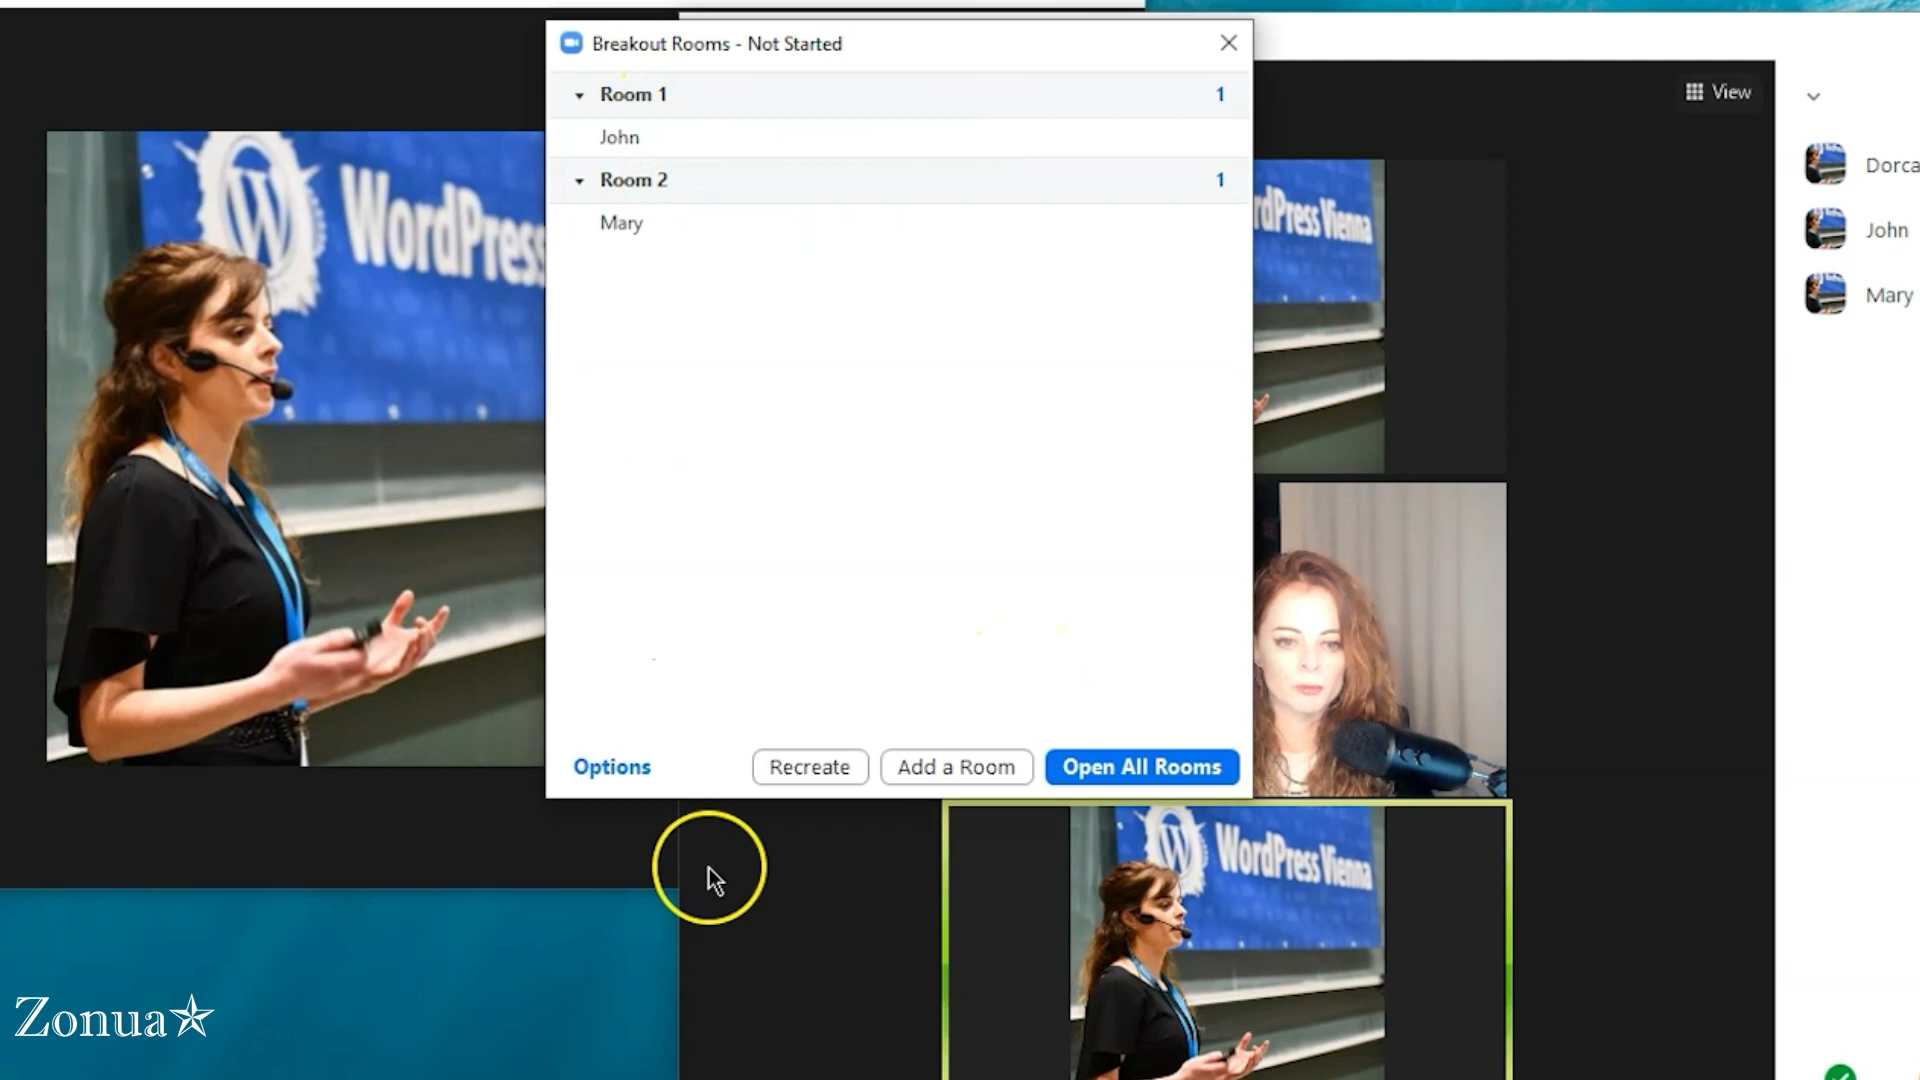 Breakout Rooms - Not Started
Room 1 1
John
Room 2 1
Mary
Options Recreate Add a Room Open All Rooms
View
Dorca
John
Mary
WordPress
rdPress Vienna
WordPress Vienna
Zonua